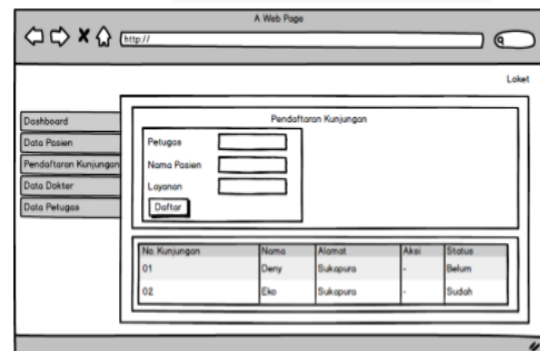 A Web Page
http://
Loket
Dashboard
Data Pasien
Pendaftaran Kunjungan
Data Dokter
Data Petugas
Pendaftaran Kunjungan
Petugas
Nama Pasien
Layanan
Daftar
No. Kunjungan Nama Alamat Aksi Status
01 Deny Sukapura - Belum
02 Eko Sukapura - Sudah